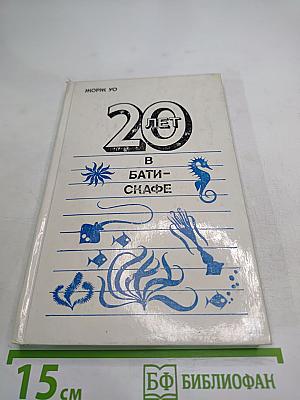 ЖОРЖ УО
20
ЛЕТ
В
БАТИ-
СКАФЕ
15 см
БФ БИБЛИОФАН